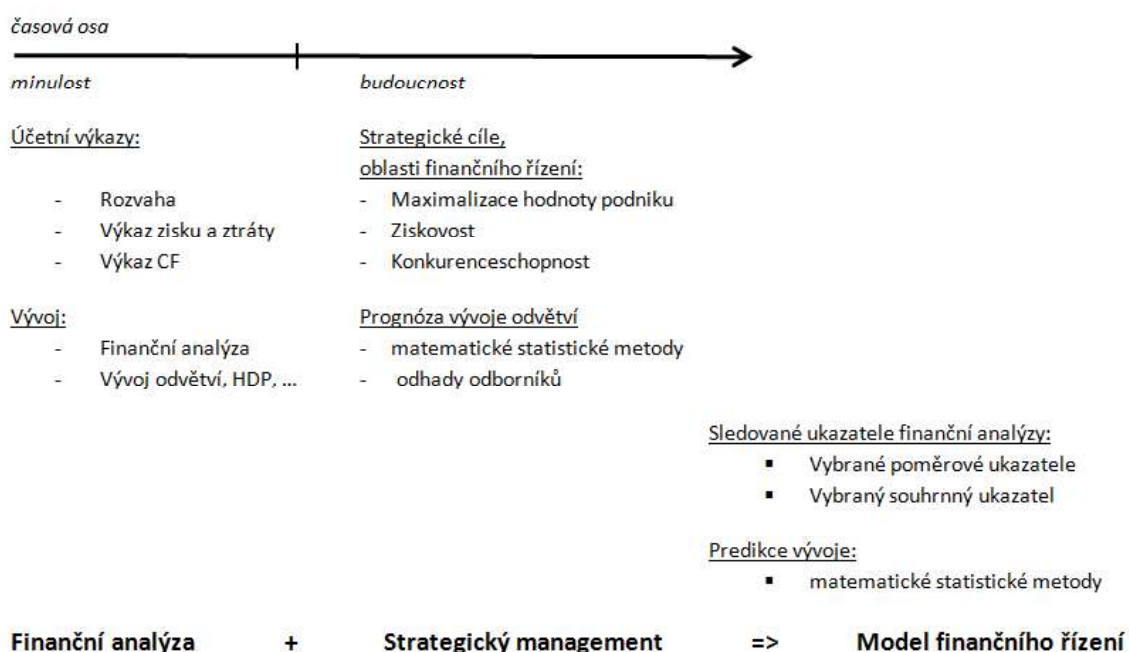 časová osa
minulost
budoucnost
Účetní výkazy:
- Rozvaha
- Výkaz zisku a ztráty
- Výkaz CF
Vývoj:
- Finanční analýza
- Vývoj odvětví, HDP, ...
Strategické cíle,
oblasti finančního řízení:
- Maximalizace hodnoty podniku
- Ziskovost
- Konkurenceschopnost
Prognóza vývoje odvětví
- matematické statistické metody
- odhady odborníků
Sledované ukazatele finanční analýzy:
▪ Vybrané poměrové ukazatele
▪ Vybraný souhrnný ukazatel
Predikce vývoje:
▪ matematické statistické metody
Finanční analýza + Strategický management => Model finančního řízení